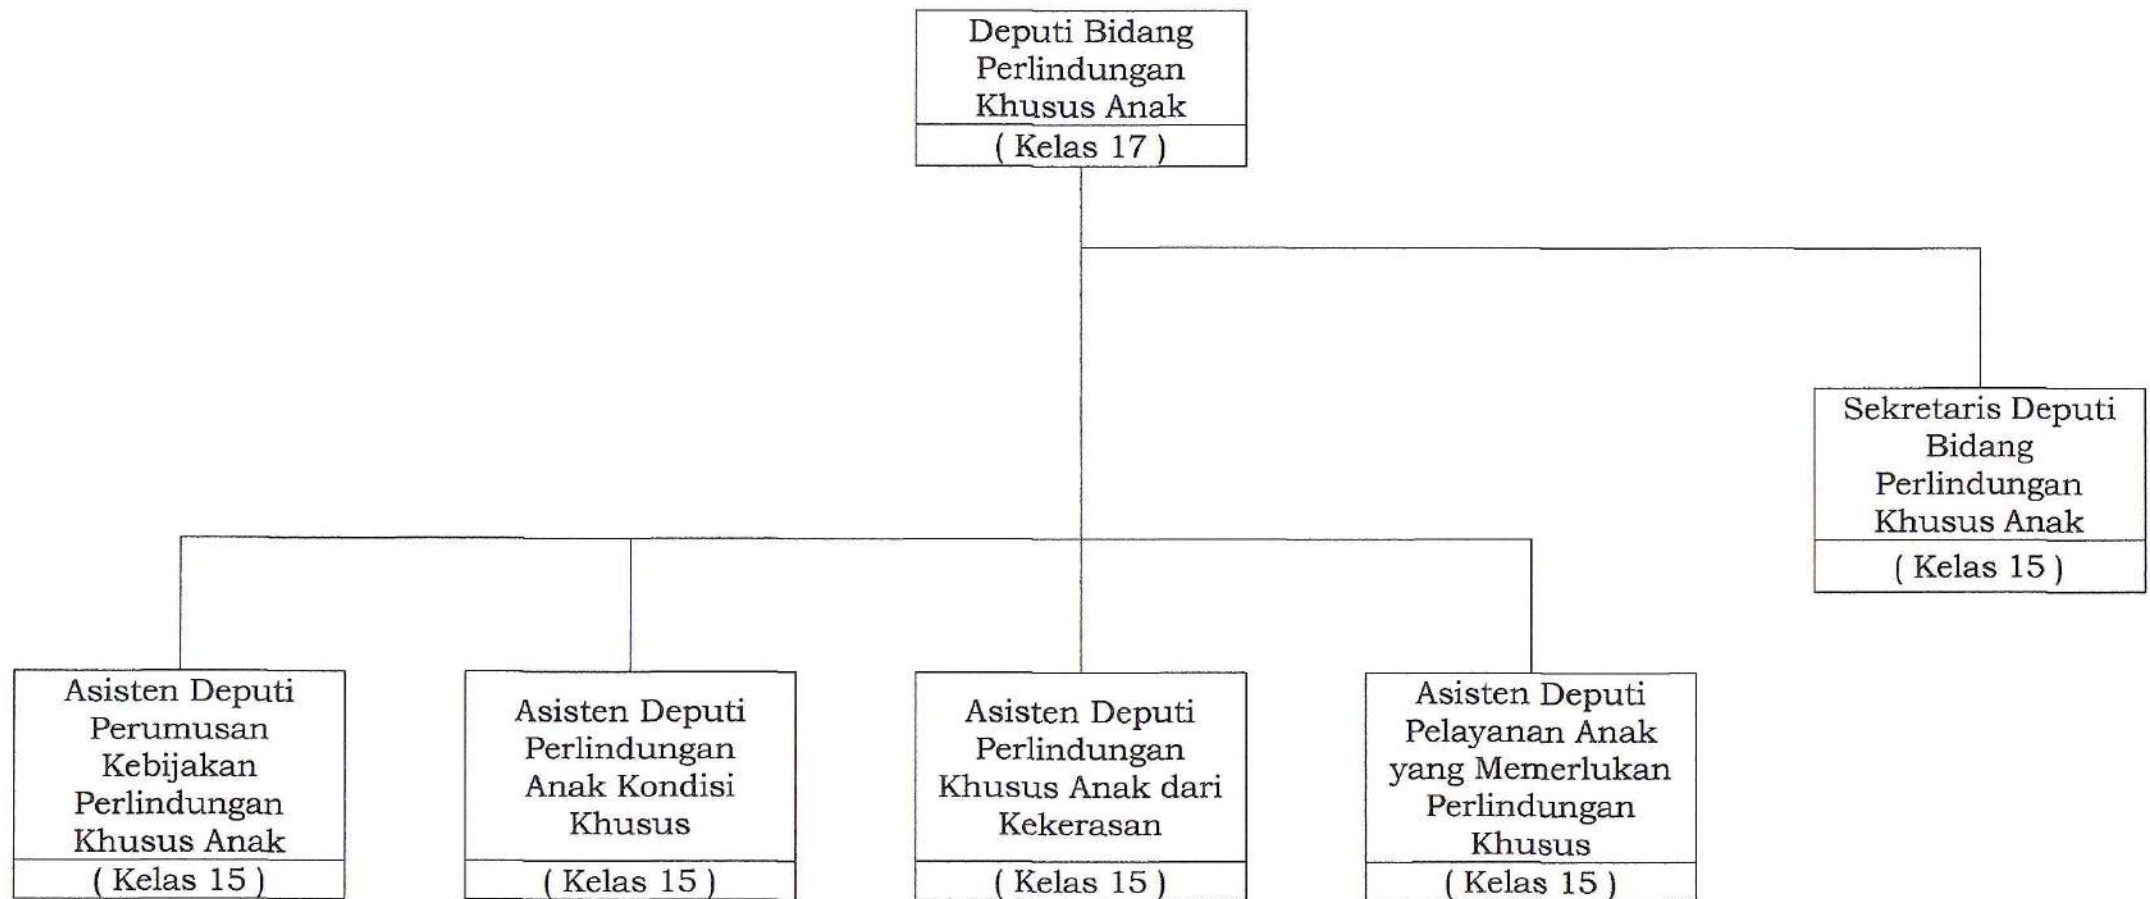 Deputi Bidang
Perlindungan
Khusus Anak
( Kelas 17 )
Sekretaris Deputi
Bidang
Perlindungan
Khusus Anak
( Kelas 15 )
Asisten Deputi
Perumusan
Kebijakan
Perlindungan
Khusus Anak
( Kelas 15 )
Asisten Deputi
Perlindungan
Anak Kondisi
Khusus
( Kelas 15 )
Asisten Deputi
Perlindungan
Khusus Anak dari
Kekerasan
( Kelas 15 )
Asisten Deputi
Pelayanan Anak
yang Memerlukan
Perlindungan
Khusus
( Kelas 15 )